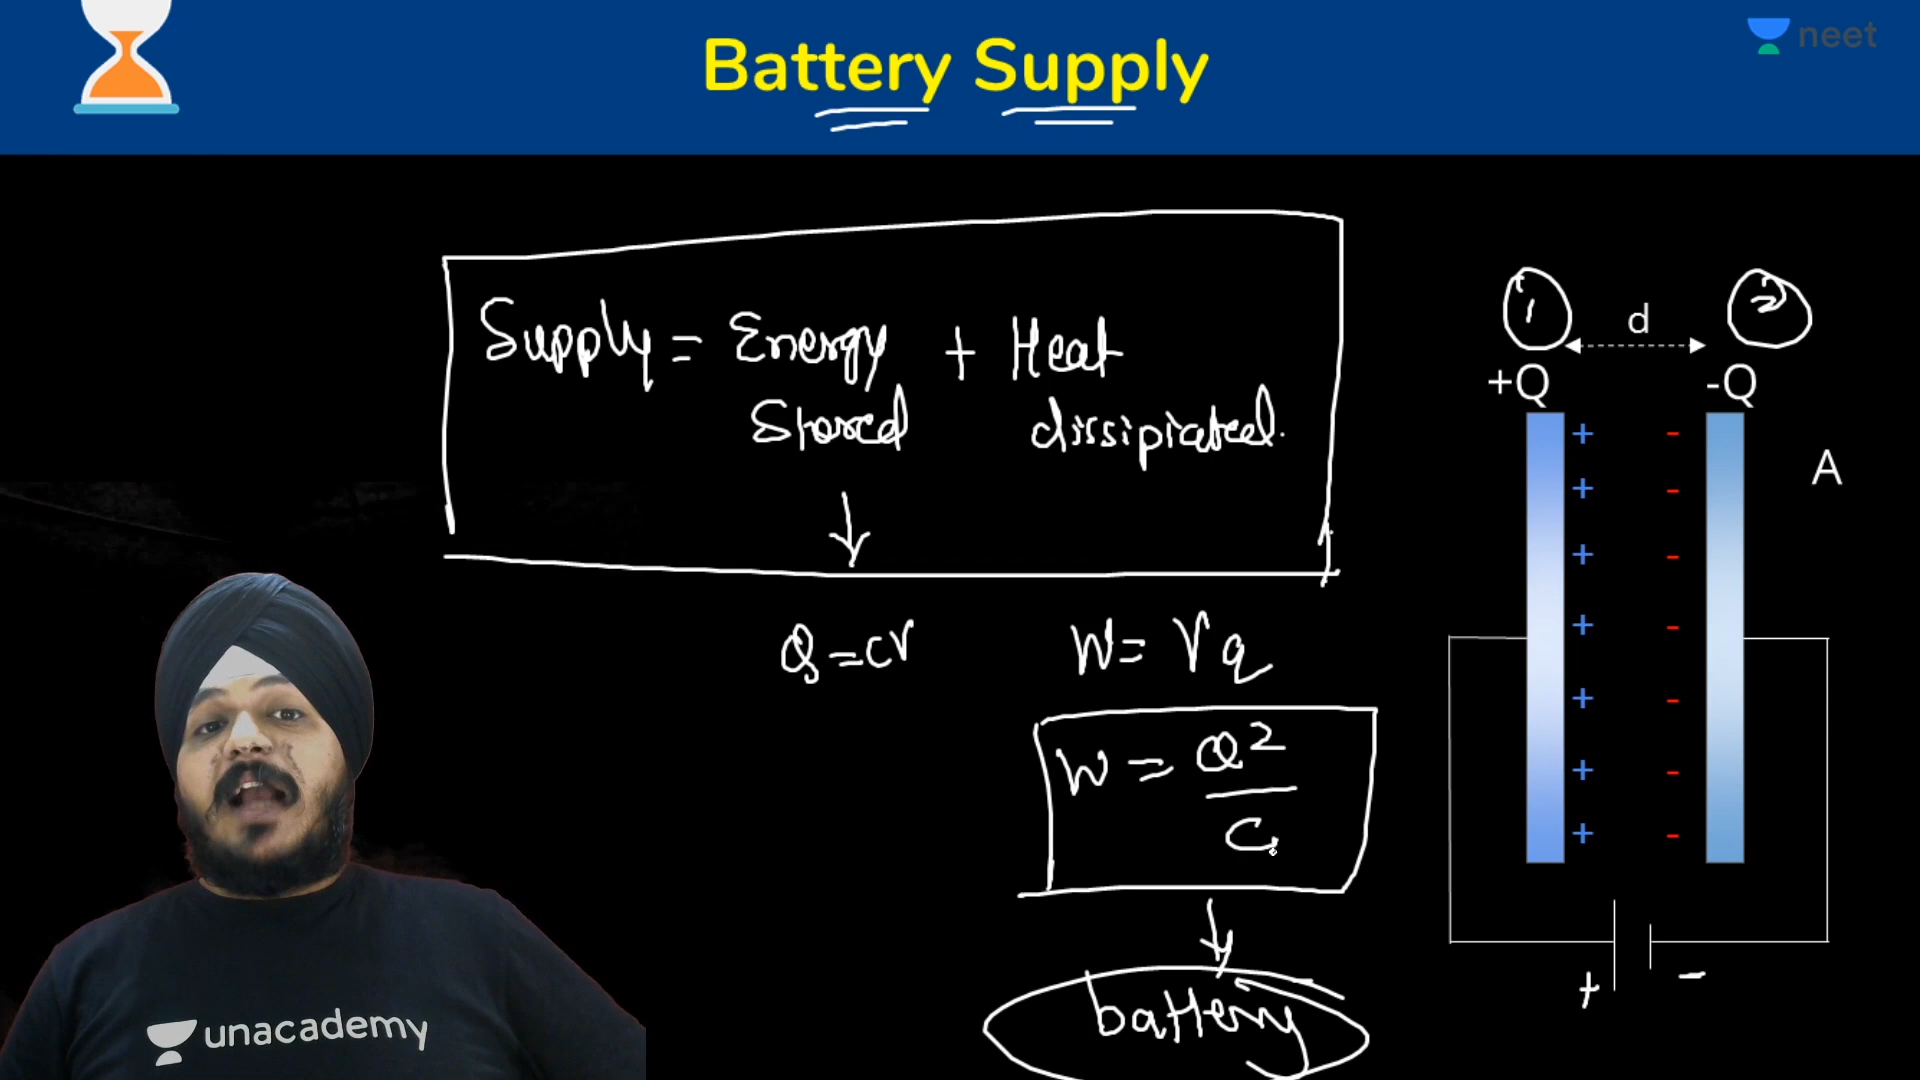 Battery Supply
neet
Supply = Energy + Heat
Stored dissipiated.
Q = CV
W = Vq
W = Q²/C
battery
1
2
d
+Q
-Q
+
-
+
-
A
+
-
+
-
+
-
+
-
+
-
+
-
unacademy